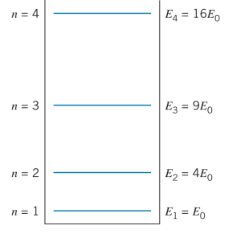 n = 4 E₄ = 16E₀
n = 3 E₃ = 9E₀
n = 2 E₂ = 4E₀
n = 1 E₁ = E₀